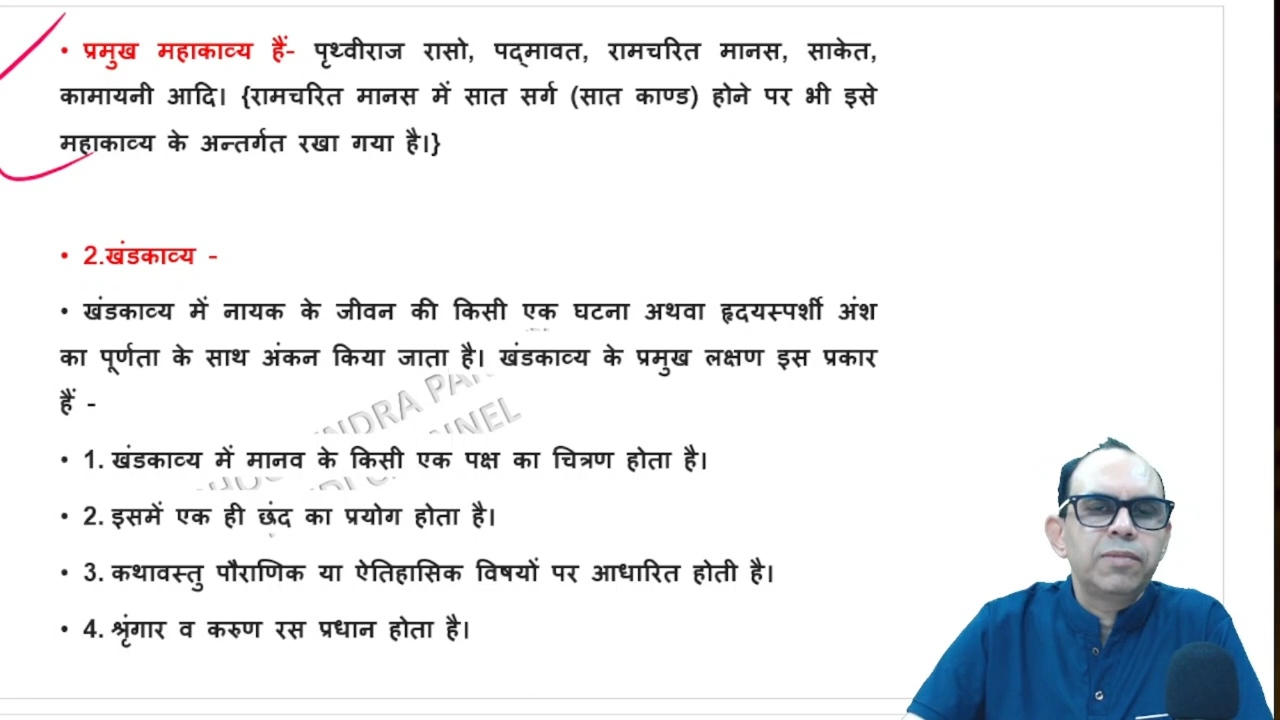 • प्रमुख महाकाव्य हैं- पृथ्वीराज रासो, पद्मावत, रामचरित मानस, साकेत,
कामायनी आदि। {रामचरित मानस में सात सर्ग (सात काण्ड) होने पर भी इसे
महाकाव्य के अन्तर्गत रखा गया है।}
• 2.खंडकाव्य -
• खंडकाव्य में नायक के जीवन की किसी एक घटना अथवा हृदयस्पर्शी अंश
का पूर्णता के साथ अंकन किया जाता है। खंडकाव्य के प्रमुख लक्षण इस प्रकार
हैं -
• 1. खंडकाव्य में मानव के किसी एक पक्ष का चित्रण होता है।
• 2. इसमें एक ही छंद का प्रयोग होता है।
• 3. कथावस्तु पौराणिक या ऐतिहासिक विषयों पर आधारित होती है।
• 4. श्रृंगार व करुण रस प्रधान होता है।